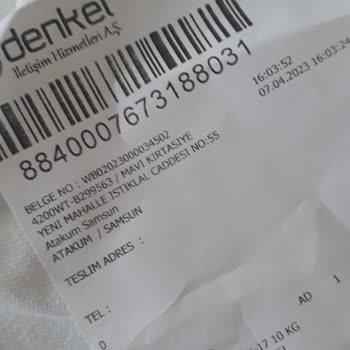 denkel
İletişim Hizmetleri A.Ş.
8840007673188031
16:03:52
07.04.2023 16:03:24
BELGE NO : WB02023000034502
4200WT-B299563 / MAVİ KIRTASİYE
YENİ MAHALLE İSTİKLAL CADDESİ NO:55
Atakum Samsun
ATAKUM / SAMSUN
TESLİM ADRES :
TEL :
0
AD 1
-17 10 KG